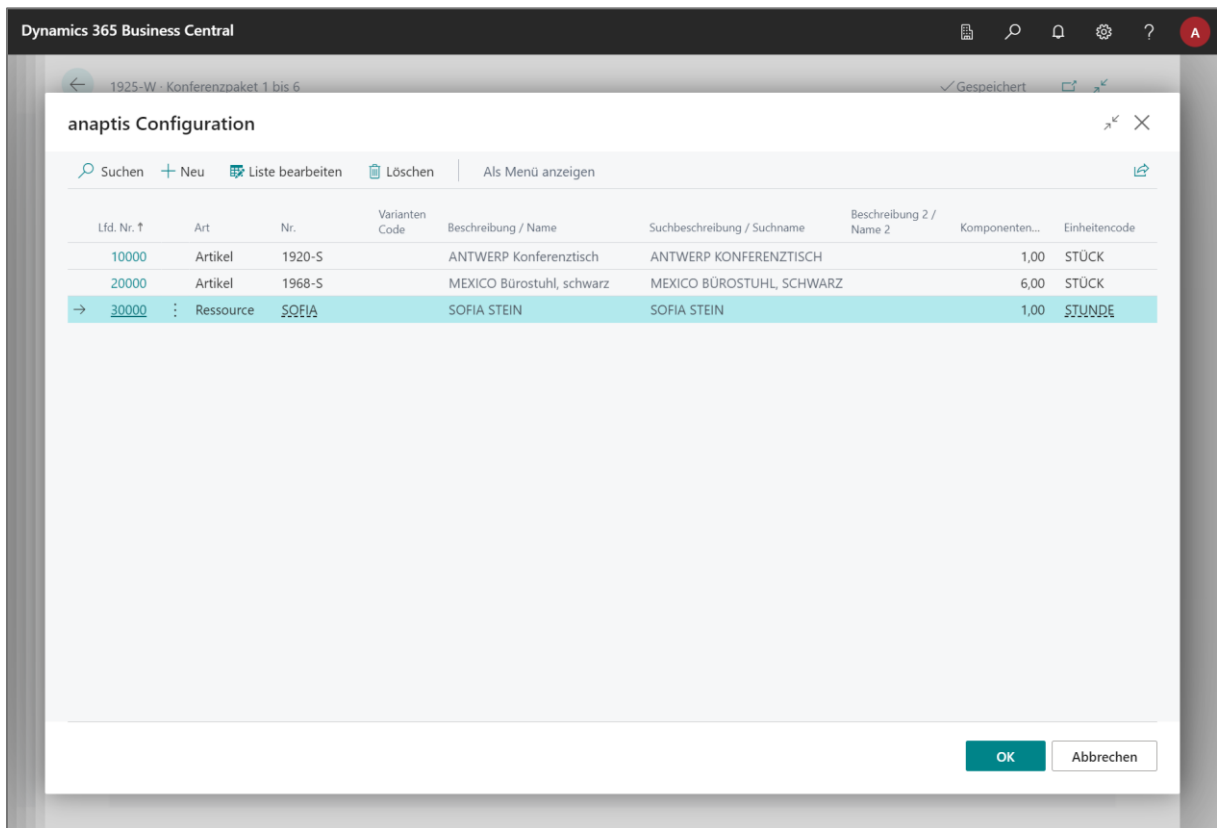 Dynamics 365 Business Central
?
A
1925-W · Konferenzpaket 1 bis 6
Gespeichert
anaptis Configuration
Suchen Neu Liste bearbeiten Löschen Als Menü anzeigen
Lfd. Nr. ↑ Art Nr. Varianten Code Beschreibung / Name Suchbeschreibung / Suchname Beschreibung 2 / Name 2 Komponenten... Einheitencode
10000 Artikel 1920-S ANTWERP Konferenztisch ANTWERP KONFERENZTISCH 1,00 STÜCK
20000 Artikel 1968-S MEXICO Bürostuhl, schwarz MEXICO BÜROSTUHL, SCHWARZ 6,00 STÜCK
30000 Ressource SOFIA SOFIA STEIN SOFIA STEIN 1,00 STUNDE
OK Abbrechen